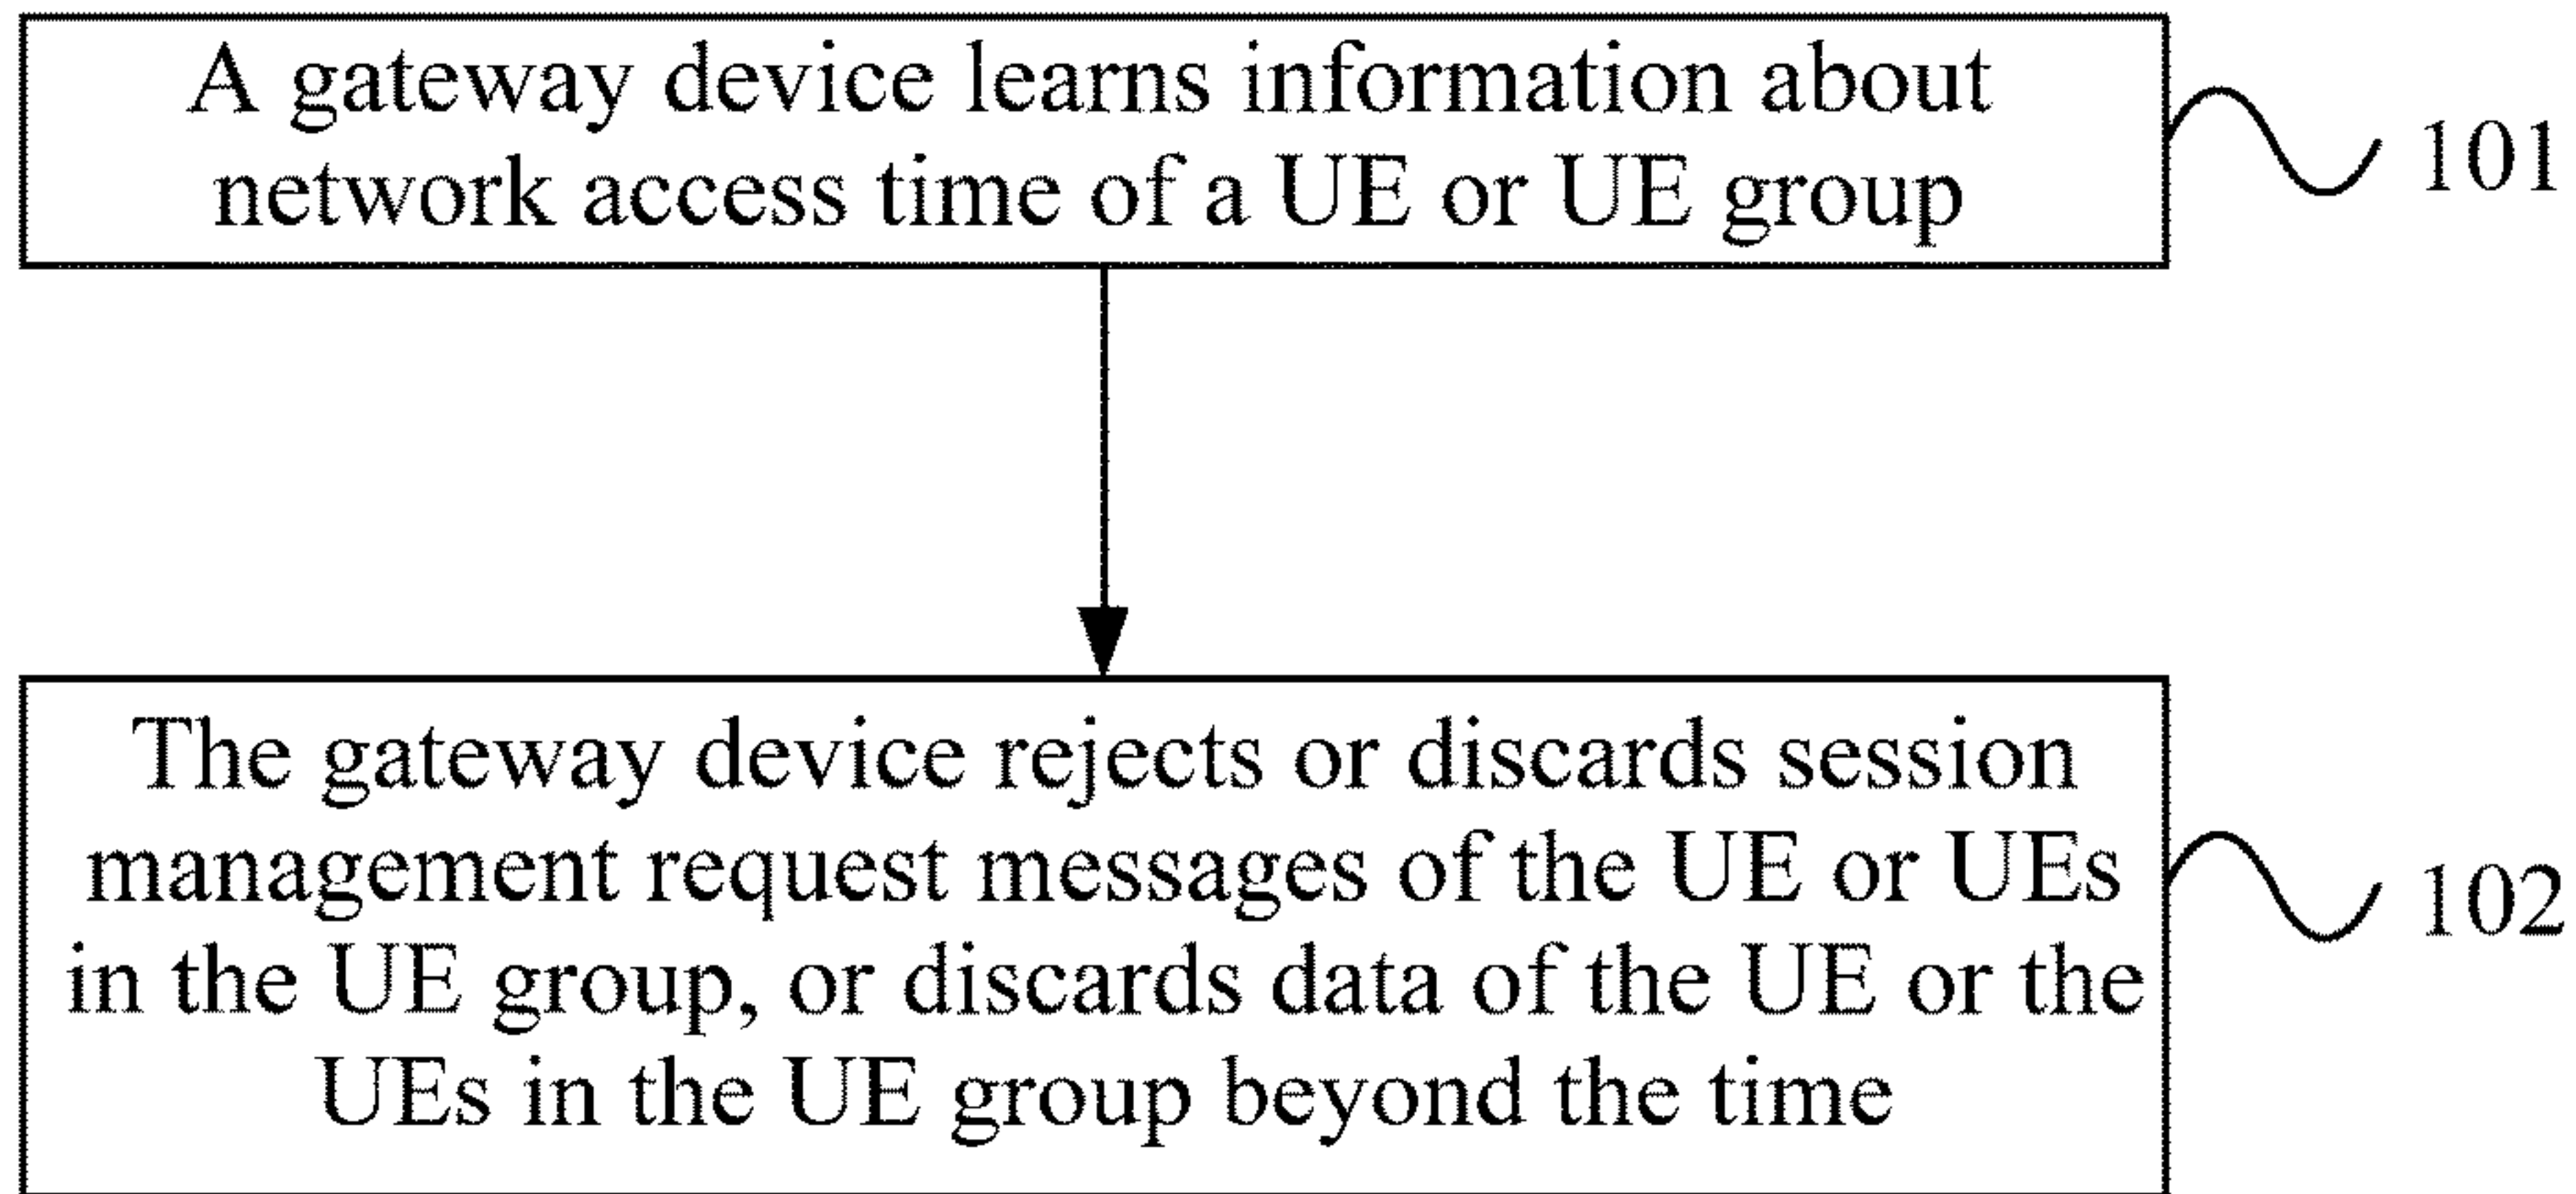 A gateway device learns information about
network access time of a UE or UE group
101
The gateway device rejects or discards session
management request messages of the UE or UEs
in the UE group, or discards data of the UE or the
UEs in the UE group beyond the time
102